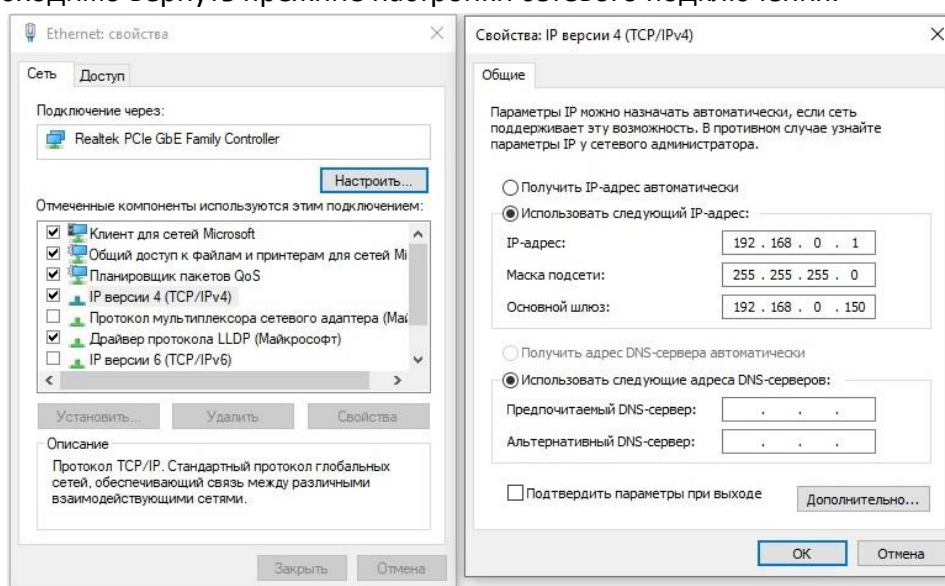 вернуть прежние настройки сетевого подключения.
Ethernet: свойства
Сеть Доступ
Подключение через:
Realtek PCIe GbE Family Controller
Настроить...
Отмеченные компоненты используются этим подключением:
Клиент для сетей Microsoft
Общий доступ к файлам и принтерам для сетей Mi
Планировщик пакетов QoS
IP версии 4 (TCP/IPv4)
Протокол мультиплексора сетевого адаптера (Май
Драйвер протокола LLDP (Майкрософт)
IP версии 6 (TCP/IPv6)
Установить... Удалить Свойства
Описание
Протокол TCP/IP. Стандартный протокол глобальных
сетей, обеспечивающий связь между различными
взаимодействующими сетями.
Закрыть Отмена
Свойства: IP версии 4 (TCP/IPv4)
Общие
Параметры IP можно назначать автоматически, если сеть
поддерживает эту возможность. В противном случае узнайте
параметры IP у сетевого администратора.
Получить IP-адрес автоматически
Использовать следующий IP-адрес:
IP-адрес: 192 . 168 . 0 . 1
Маска подсети: 255 . 255 . 255 . 0
Основной шлюз: 192 . 168 . 0 . 150
Получить адрес DNS-сервера автоматически
Использовать следующие адреса DNS-серверов:
Предпочитаемый DNS-сервер: . . .
Альтернативный DNS-сервер: . . .
Подтвердить параметры при выходе Дополнительно...
ОК Отмена